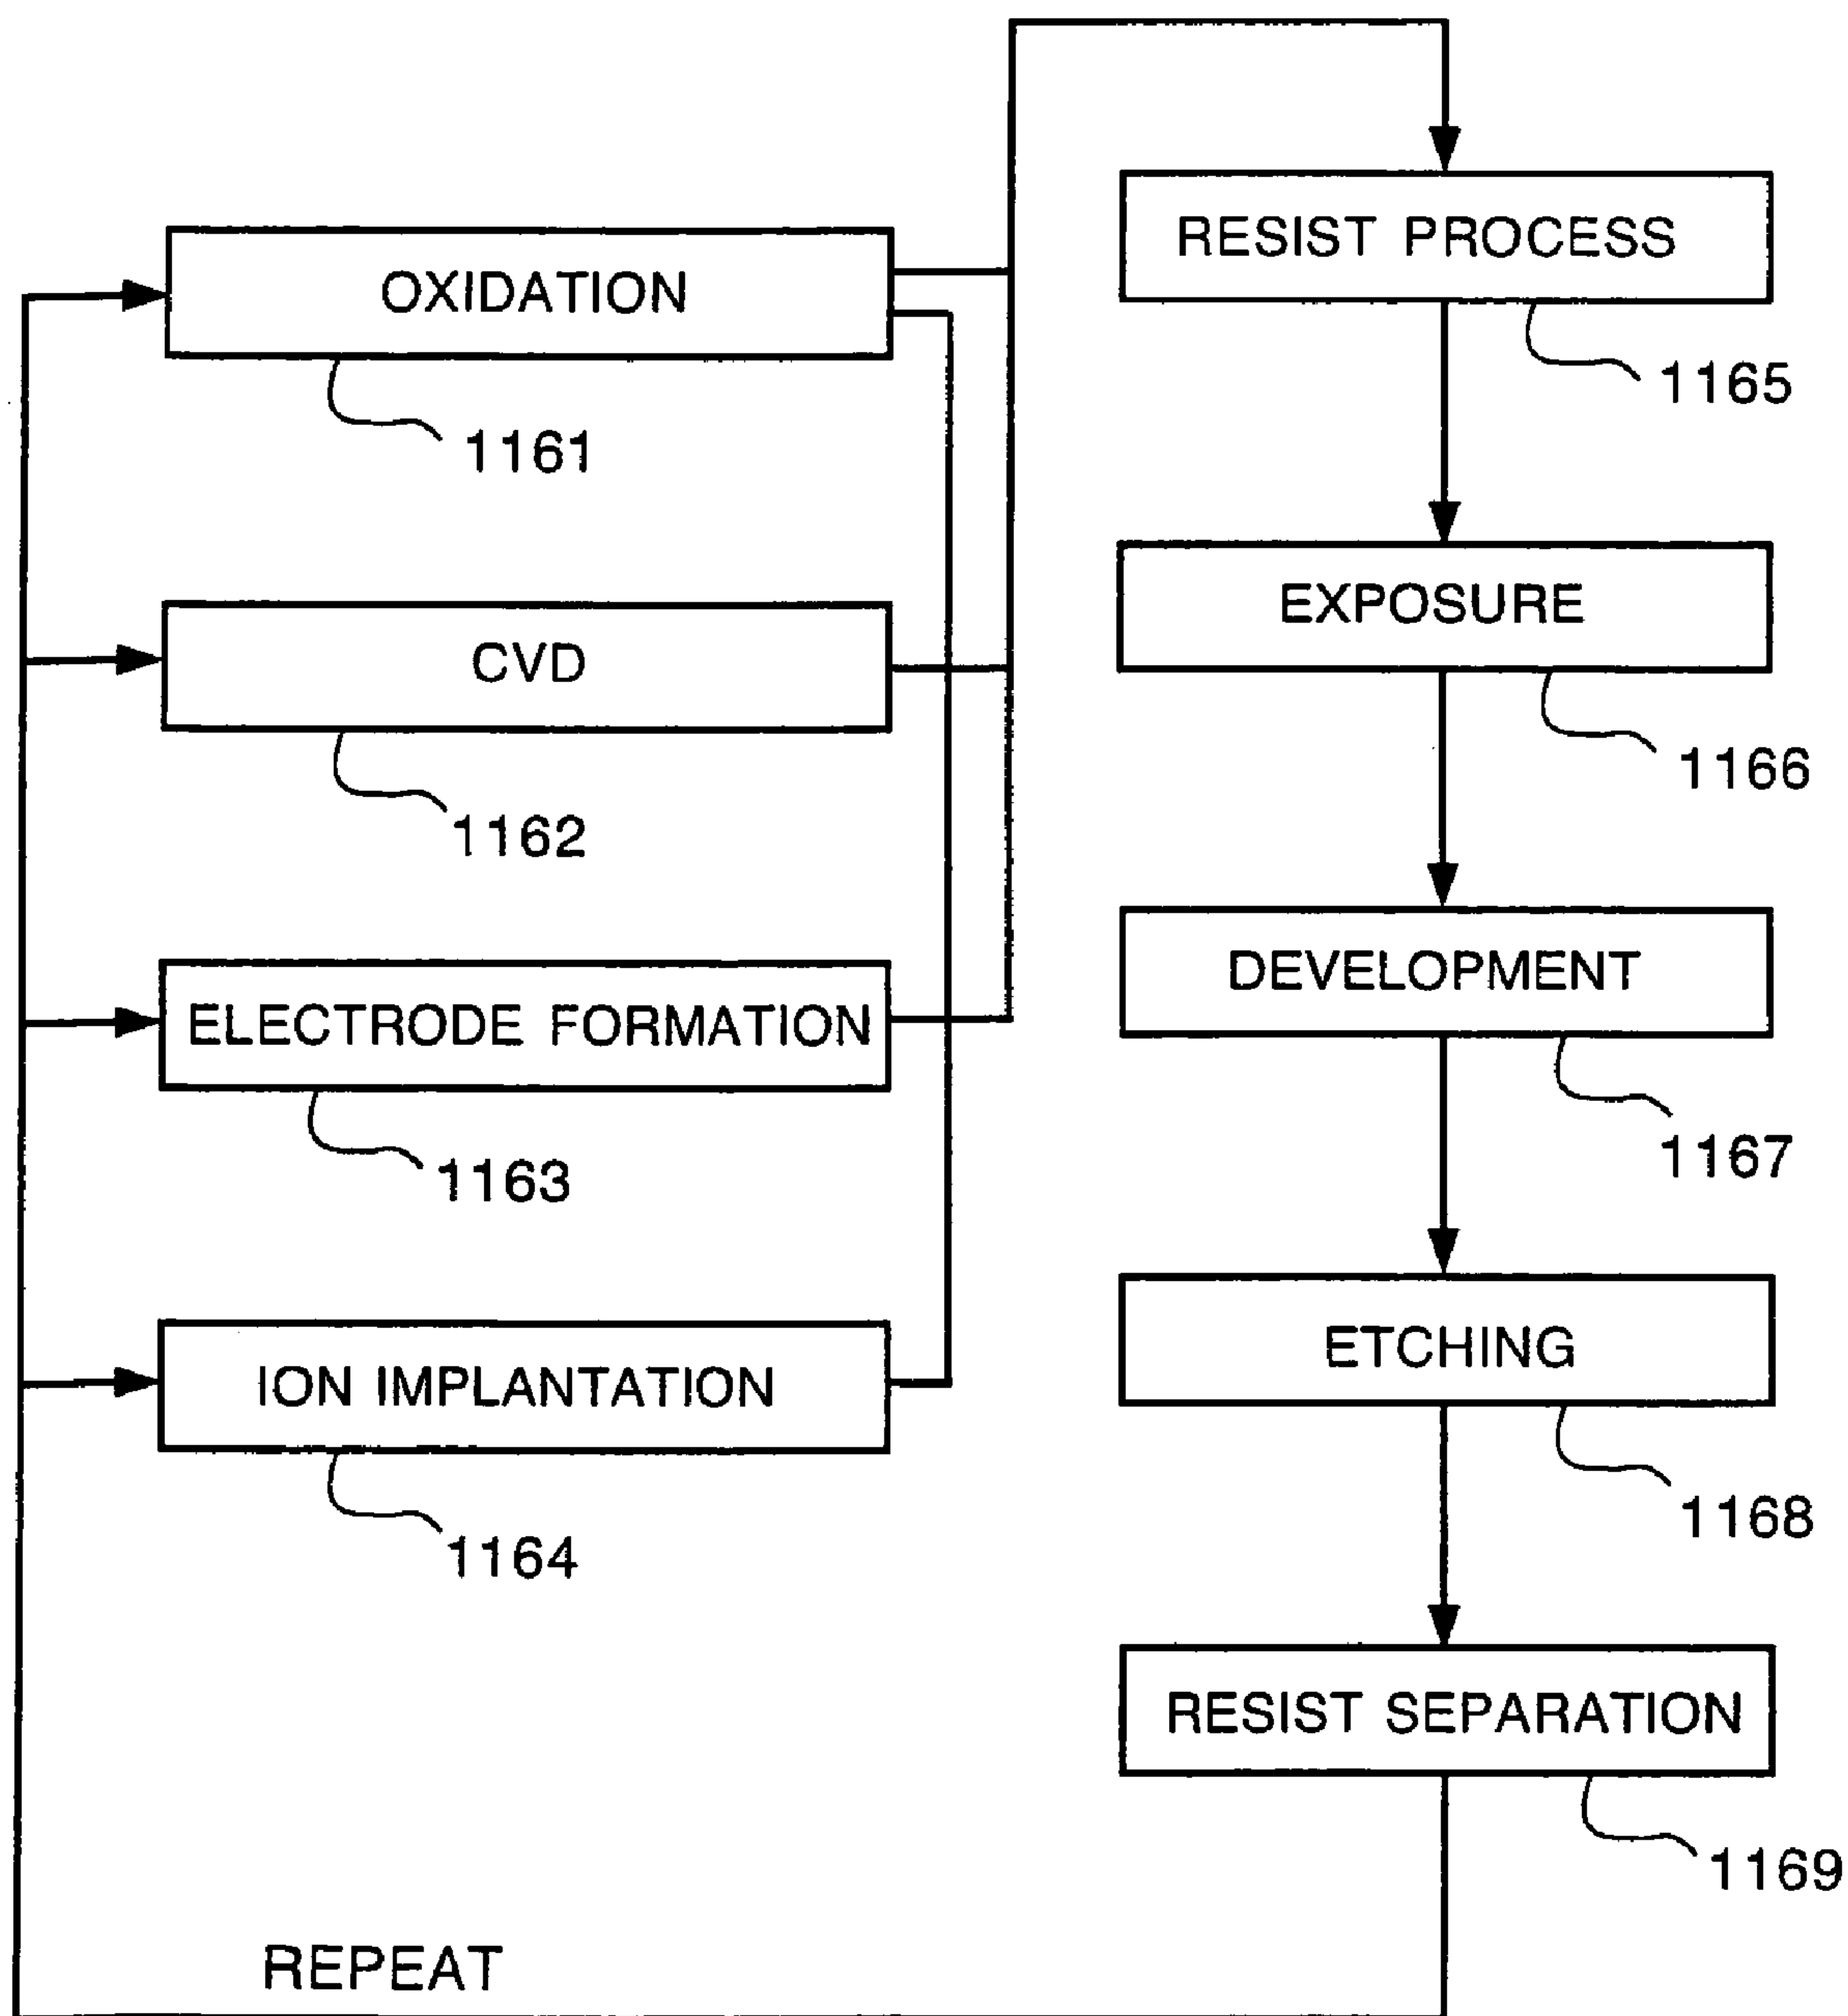 OXIDATION
1161
CVD
1162
ELECTRODE FORMATION
1163
ION IMPLANTATION
1164
RESIST PROCESS
1165
EXPOSURE
1166
DEVELOPMENT
1167
ETCHING
1168
RESIST SEPARATION
1169
REPEAT